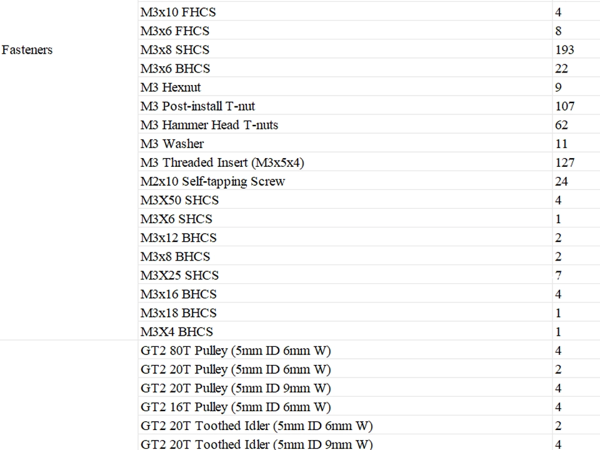 M3x10 FHCS 4
M3x6 FHCS 8
Fasteners M3x8 SHCS 193
M3x6 BHCS 22
M3 Hexnut 9
M3 Post-install T-nut 107
M3 Hammer Head T-nuts 62
M3 Washer 11
M3 Threaded Insert (M3x5x4) 127
M2x10 Self-tapping Screw 24
M3X50 SHCS 4
M3X6 SHCS 1
M3x12 BHCS 2
M3x8 BHCS 2
M3X25 SHCS 7
M3x16 BHCS 4
M3x18 BHCS 1
M3X4 BHCS 1
GT2 80T Pulley (5mm ID 6mm W) 4
GT2 20T Pulley (5mm ID 6mm W) 2
GT2 20T Pulley (5mm ID 9mm W) 4
GT2 16T Pulley (5mm ID 6mm W) 4
GT2 20T Toothed Idler (5mm ID 6mm W) 2
GT2 20T Toothed Idler (5mm ID 9mm W) 4